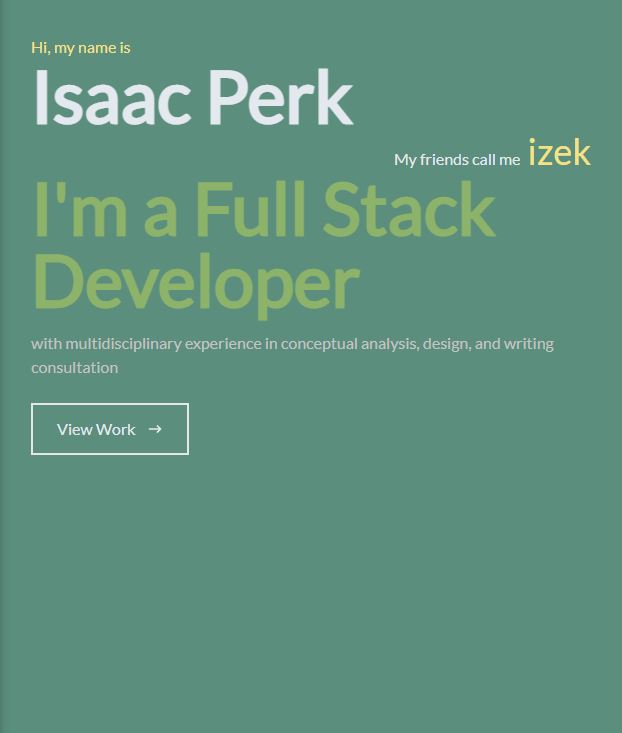 Hi, my name is
Isaac Perk
My friends call me izek
I'm a Full Stack
Developer
with multidisciplinary experience in conceptual analysis, design, and writing
consultation
View Work →